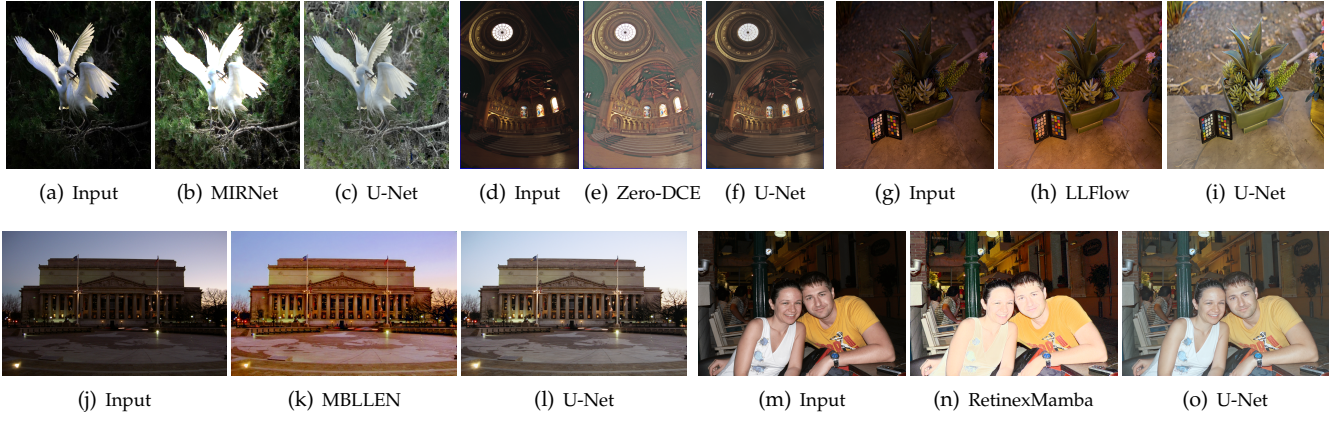 (a) Input
(b) MIRNet
(c) U-Net
(d) Input
(e) Zero-DCE
(f) U-Net
(g) Input
(h) LLFlow
(i) U-Net
(j) Input
(k) MBLLEN
(l) U-Net
(m) Input
(n) RetinexMamba
(o) U-Net